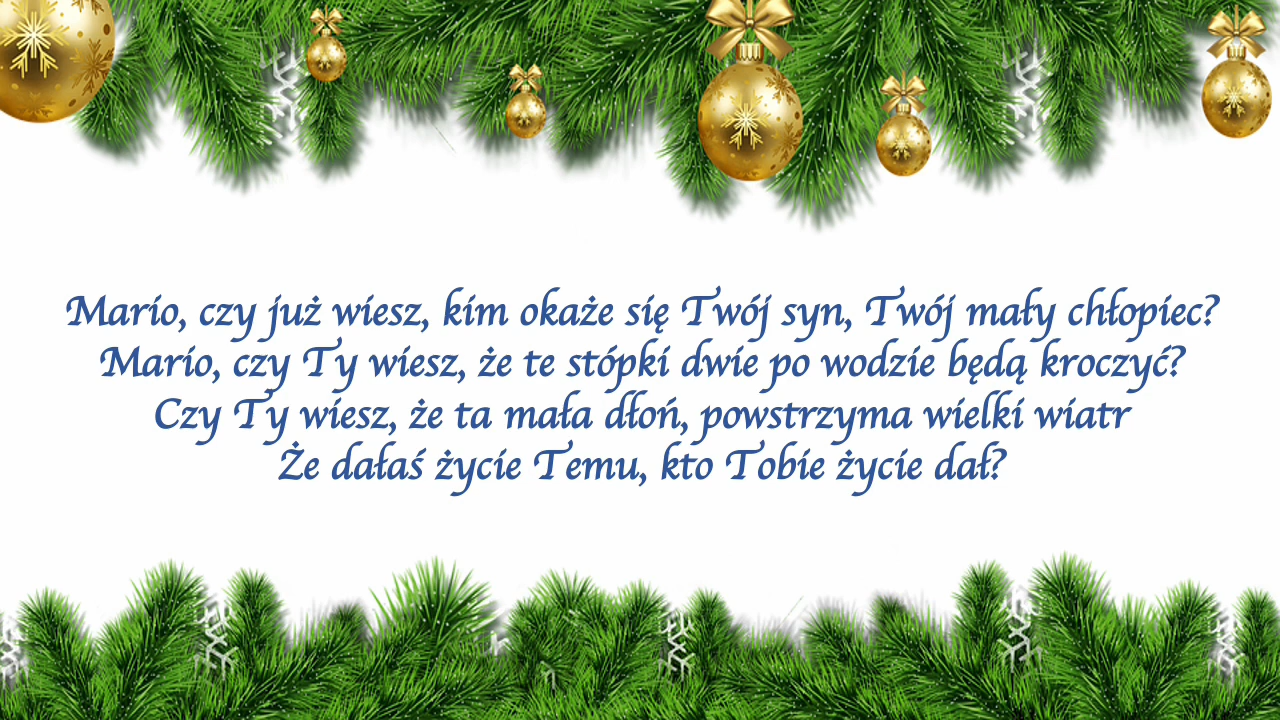 Mario, czy już wiesz, kim okaże się Twój syn, Twój mały chłopiec?
Mario, czy Ty wiesz, że te stópki dwie po wodzie będą kroczyć?
Czy Ty wiesz, że ta mała dłoń, powstrzyma wielki wiatr
Że dałaś życie Temu, kto Tobie życie dał?